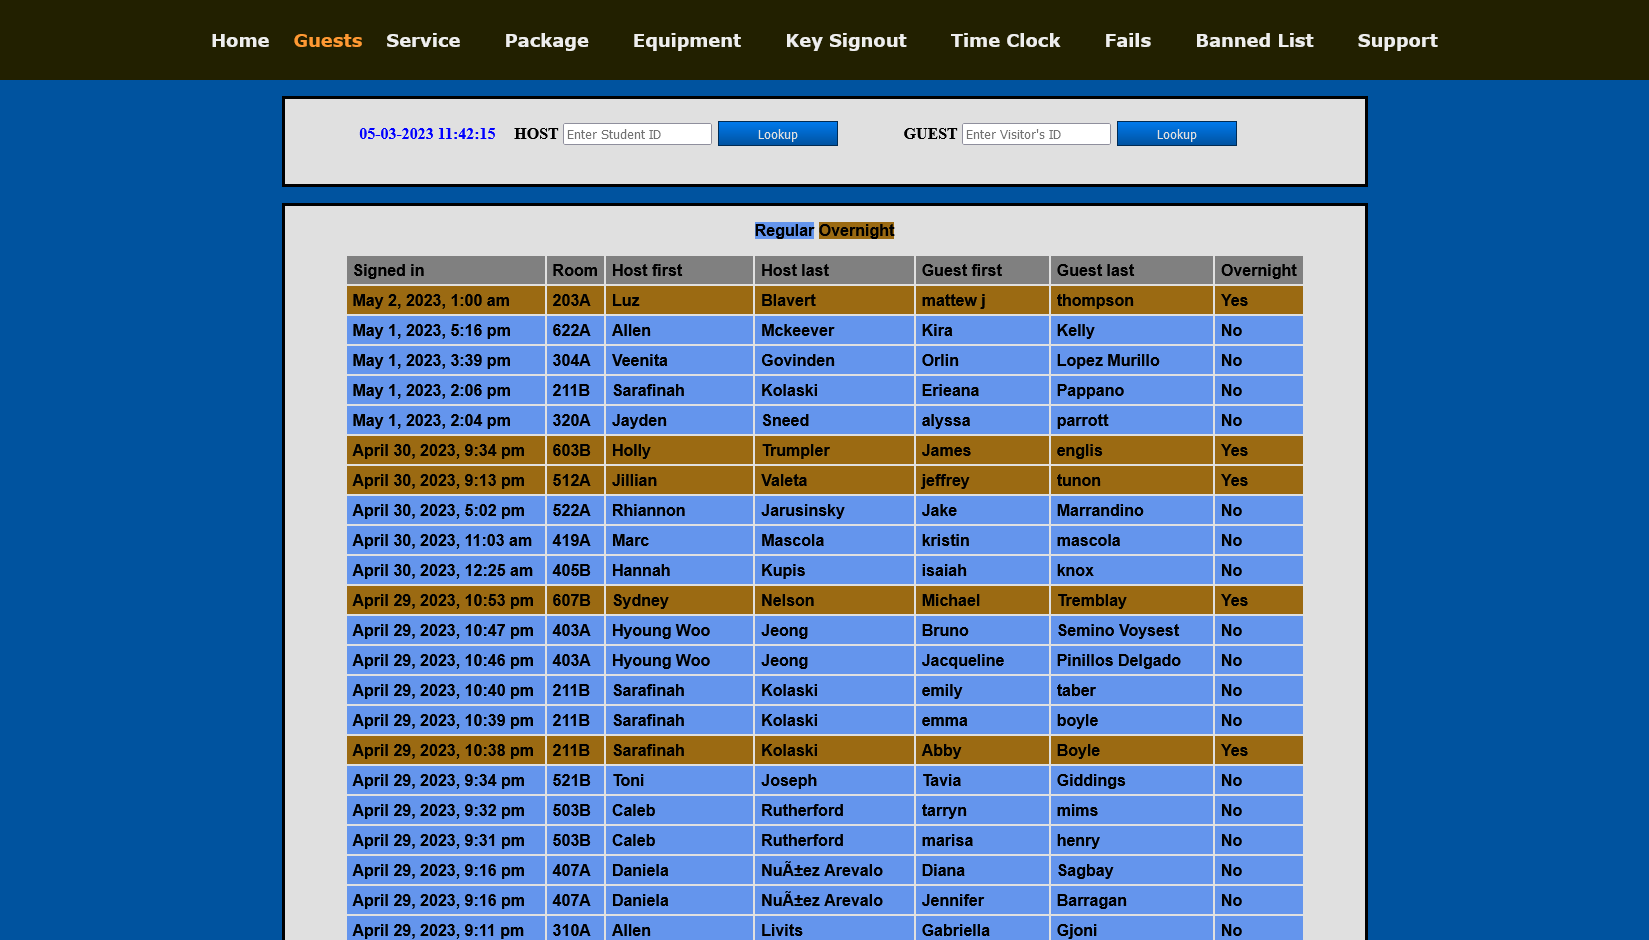 Home Guests Service Package Equipment Key Signout Time Clock Fails Banned List Support
05-03-2023 11:42:15 HOST Enter Student ID Lookup GUEST Enter Visitor's ID Lookup
Regular Overnight
Signed in Room Host first Host last Guest first Guest last Overnight
May 2, 2023, 1:00 am 203A Luz Blavert mattew j thompson Yes
May 1, 2023, 5:16 pm 622A Allen Mckeever Kira Kelly No
May 1, 2023, 3:39 pm 304A Veenita Govinden Orlin Lopez Murillo No
May 1, 2023, 2:06 pm 211B Sarafinah Kolaski Erieana Pappano No
May 1, 2023, 2:04 pm 320A Jayden Sneed alyssa parrott No
April 30, 2023, 9:34 pm 603B Holly Trumpler James englis Yes
April 30, 2023, 9:13 pm 512A Jillian Valeta jeffrey tunon Yes
April 30, 2023, 5:02 pm 522A Rhiannon Jarusinsky Jake Marrandino No
April 30, 2023, 11:03 am 419A Marc Mascola kristin mascola No
April 30, 2023, 12:25 am 405B Hannah Kupis isaiah knox No
April 29, 2023, 10:53 pm 607B Sydney Nelson Michael Tremblay Yes
April 29, 2023, 10:47 pm 403A Hyoung Woo Jeong Bruno Semino Voysest No
April 29, 2023, 10:46 pm 403A Hyoung Woo Jeong Jacqueline Pinillos Delgado No
April 29, 2023, 10:40 pm 211B Sarafinah Kolaski emily taber No
April 29, 2023, 10:39 pm 211B Sarafinah Kolaski emma boyle No
April 29, 2023, 10:38 pm 211B Sarafinah Kolaski Abby Boyle Yes
April 29, 2023, 9:34 pm 521B Toni Joseph Tavia Giddings No
April 29, 2023, 9:32 pm 503B Caleb Rutherford tarryn mims No
April 29, 2023, 9:31 pm 503B Caleb Rutherford marisa henry No
April 29, 2023, 9:16 pm 407A Daniela NuÃ±ez Arevalo Diana Sagbay No
April 29, 2023, 9:16 pm 407A Daniela NuÃ±ez Arevalo Jennifer Barragan No
April 29, 2023, 9:11 pm 310A Allen Livits Gabriella Gjoni No